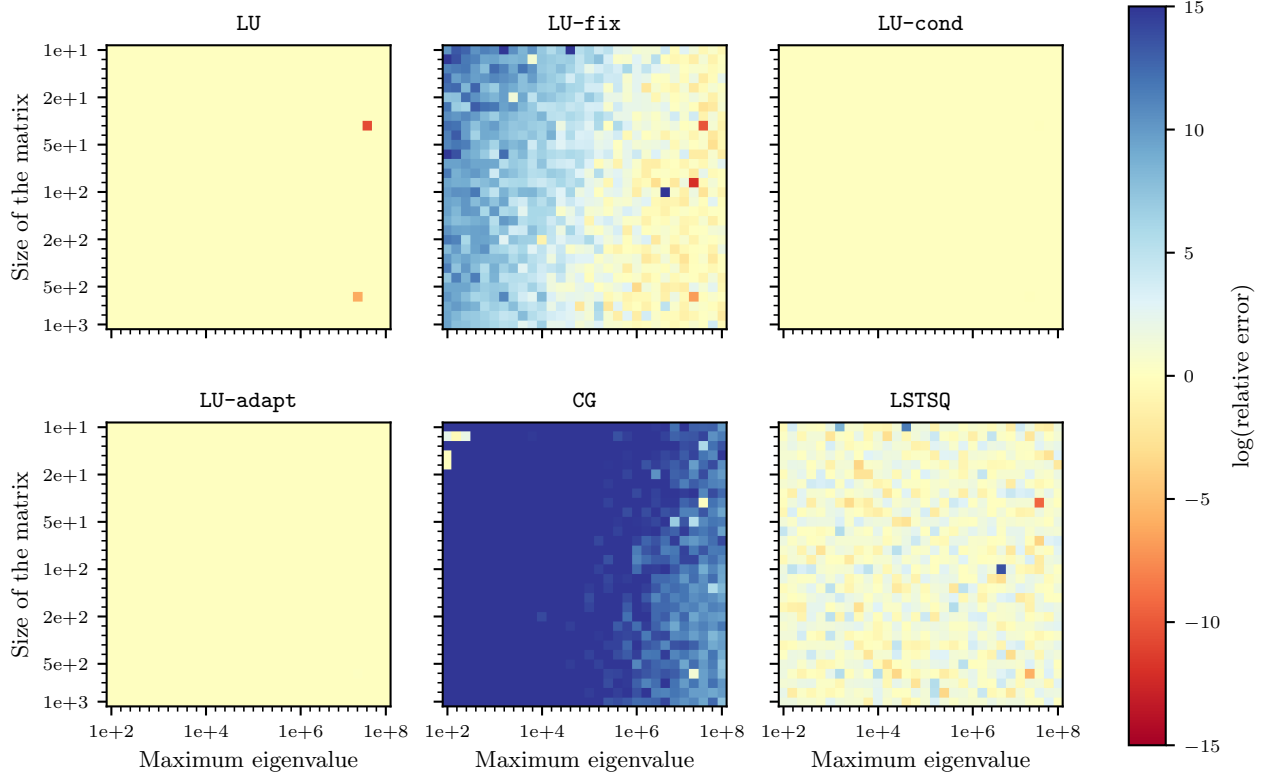 LU
LU-fix
LU-cond
15
10
5
0
−5
−10
−15
log(relative error)
Size of the matrix
1e+1
2e+1
5e+1
1e+2
2e+2
5e+2
1e+3
LU-adapt
CG
LSTSQ
Size of the matrix
1e+1
2e+1
5e+1
1e+2
2e+2
5e+2
1e+3
1e+2 1e+4 1e+6 1e+8
1e+2 1e+4 1e+6 1e+8
1e+2 1e+4 1e+6 1e+8
Maximum eigenvalue
Maximum eigenvalue
Maximum eigenvalue